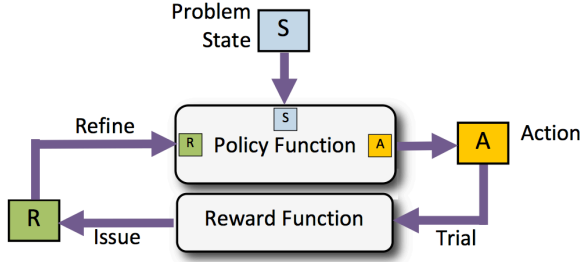 Problem
State
S
S
Refine
R
Policy Function
A
A
Action
R
Reward Function
Issue
Trial